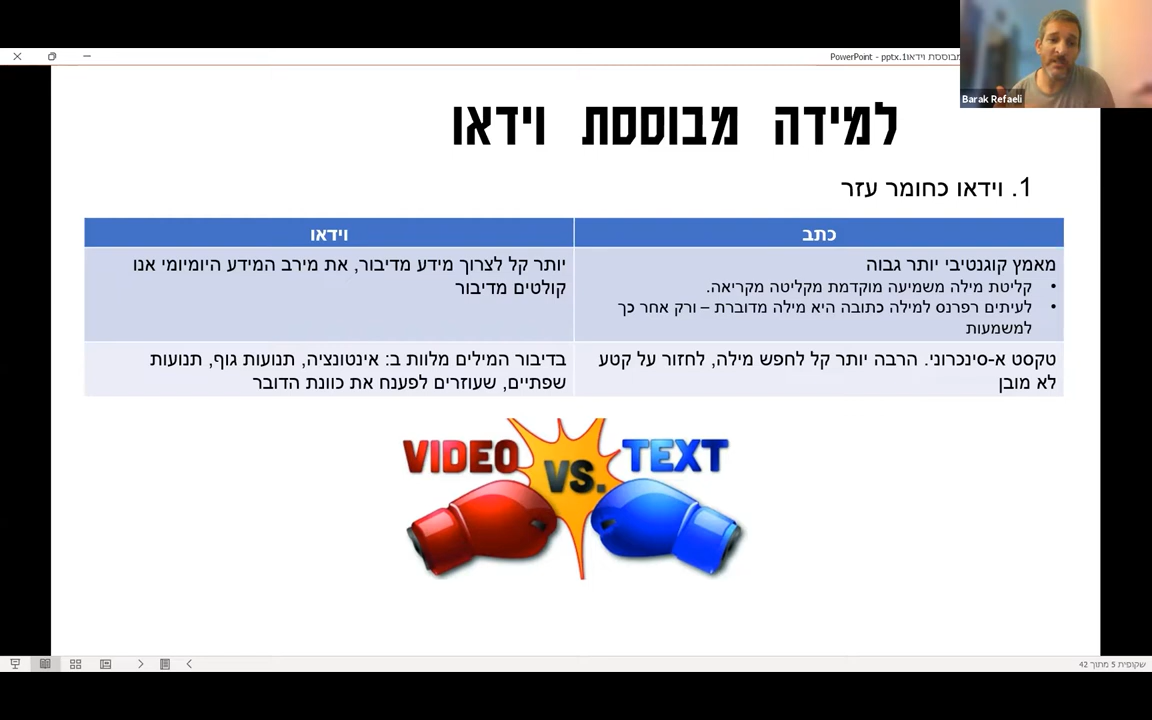 למידה מבוססת וידאו1.pptx - PowerPoint
Barak Refaeli
למידה מבוססת וידאו
1. וידאו כחומר עזר
כתב
וידאו
מאמץ קוגנטיבי יותר גבוה
• קליטת מילה משמיעה מוקדמת מקליטה מקריאה.
• לעיתים רפרנס למילה כתובה היא מילה מדוברת – ורק אחר כך
למשמעות
יותר קל לצרוך מידע מדיבור, את מירב המידע היומיומי אנו
קולטים מדיבור
טקסט א-סינכרוני. הרבה יותר קל לחפש מילה, לחזור על קטע
לא מובן
בדיבור המילים מלוות ב: אינטונציה, תנועות גוף, תנועות
שפתיים, שעוזרים לפענח את כוונת הדובר
VIDEO VS. TEXT
שקופית 5 מתוך 42